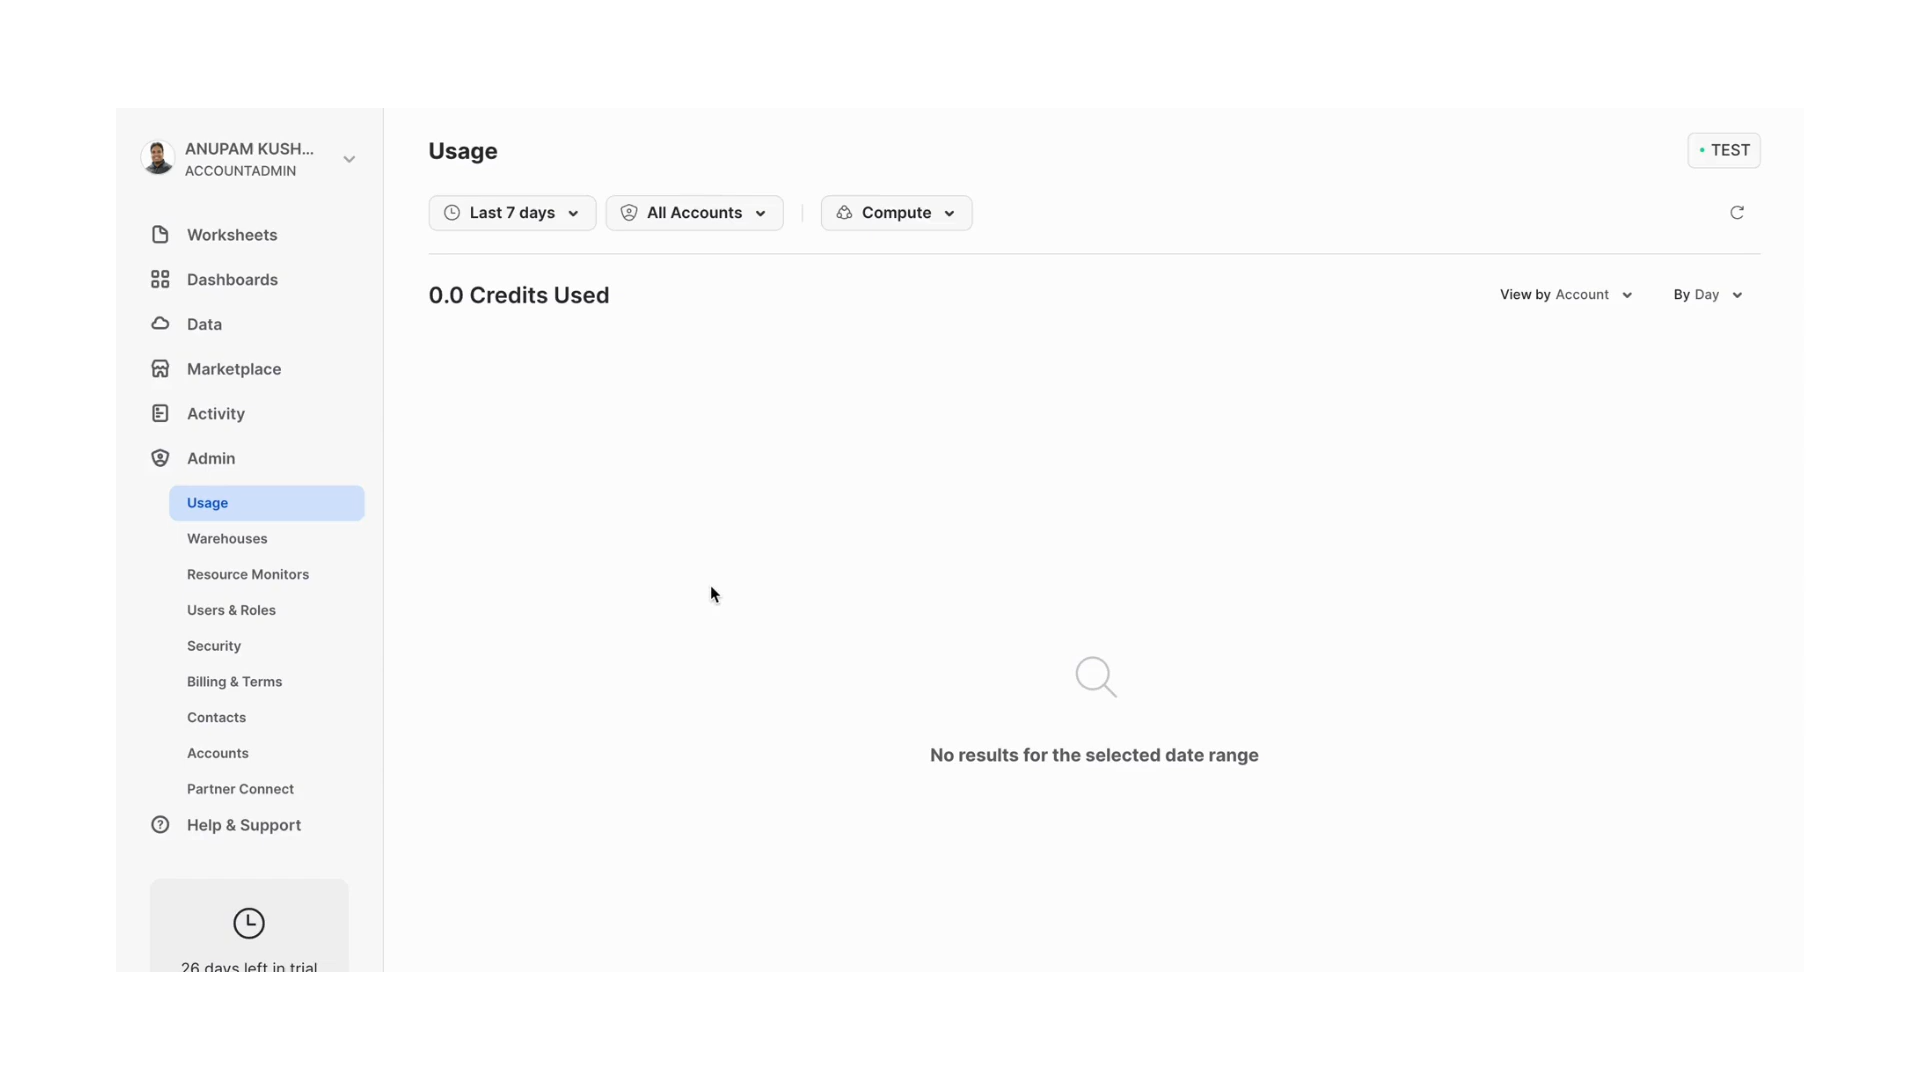 ANUPAM KUSH...
ACCOUNTADMIN
Worksheets
Dashboards
Data
Marketplace
Activity
Admin
Usage
Warehouses
Resource Monitors
Users & Roles
Security
Billing & Terms
Contacts
Accounts
Partner Connect
Help & Support
26 days left in trial
Usage
TEST
Last 7 days
All Accounts
Compute
0.0 Credits Used
View by Account
By Day
No results for the selected date range